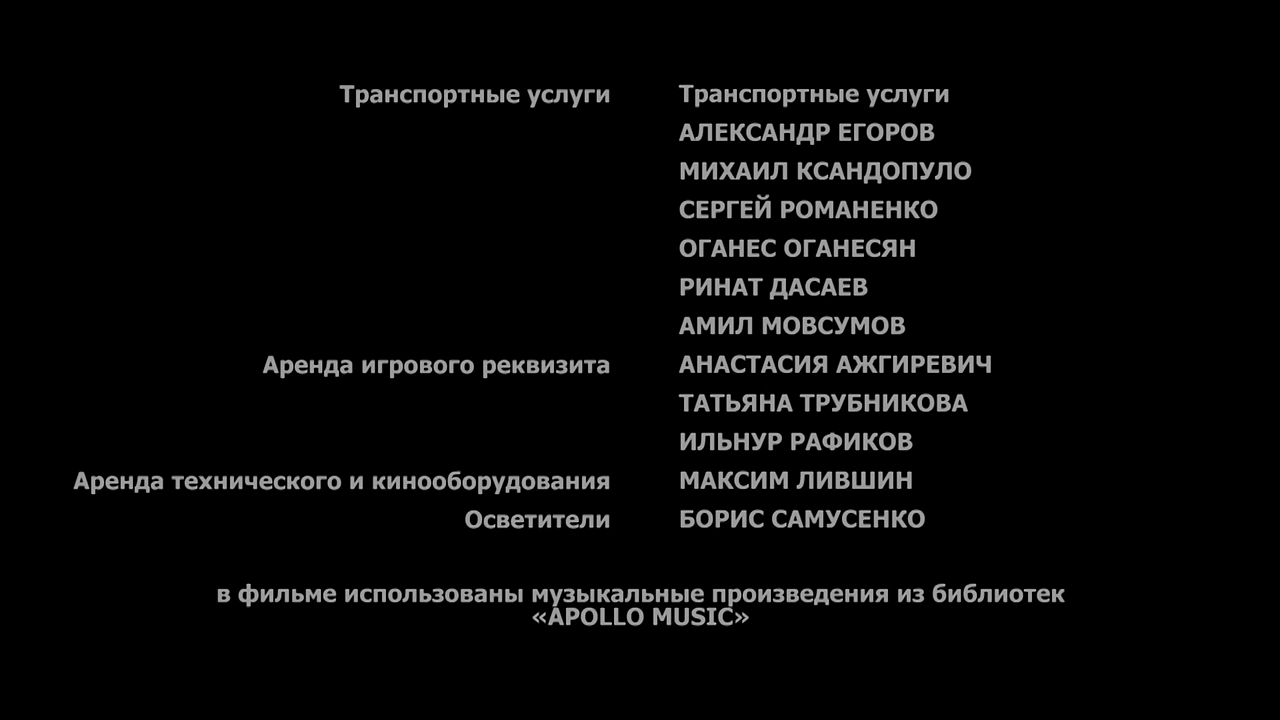 Транспортные услуги Транспортные услуги
АЛЕКСАНДР ЕГОРОВ
МИХАИЛ КСАНДОПУЛО
СЕРГЕЙ РОМАНЕНКО
ОГАНЕС ОГАНЕСЯН
РИНАТ ДАСАЕВ
АМИЛ МОВСУМОВ
Аренда игрового реквизита АНАСТАСИЯ АЖГИРЕВИЧ
ТАТЬЯНА ТРУБНИКОВА
ИЛЬНУР РАФИКОВ
Аренда технического и кинооборудования МАКСИМ ЛИВШИН
Осветители БОРИС САМУСЕНКО
в фильме использованы музыкальные произведения из библиотек
«APOLLO MUSIC»